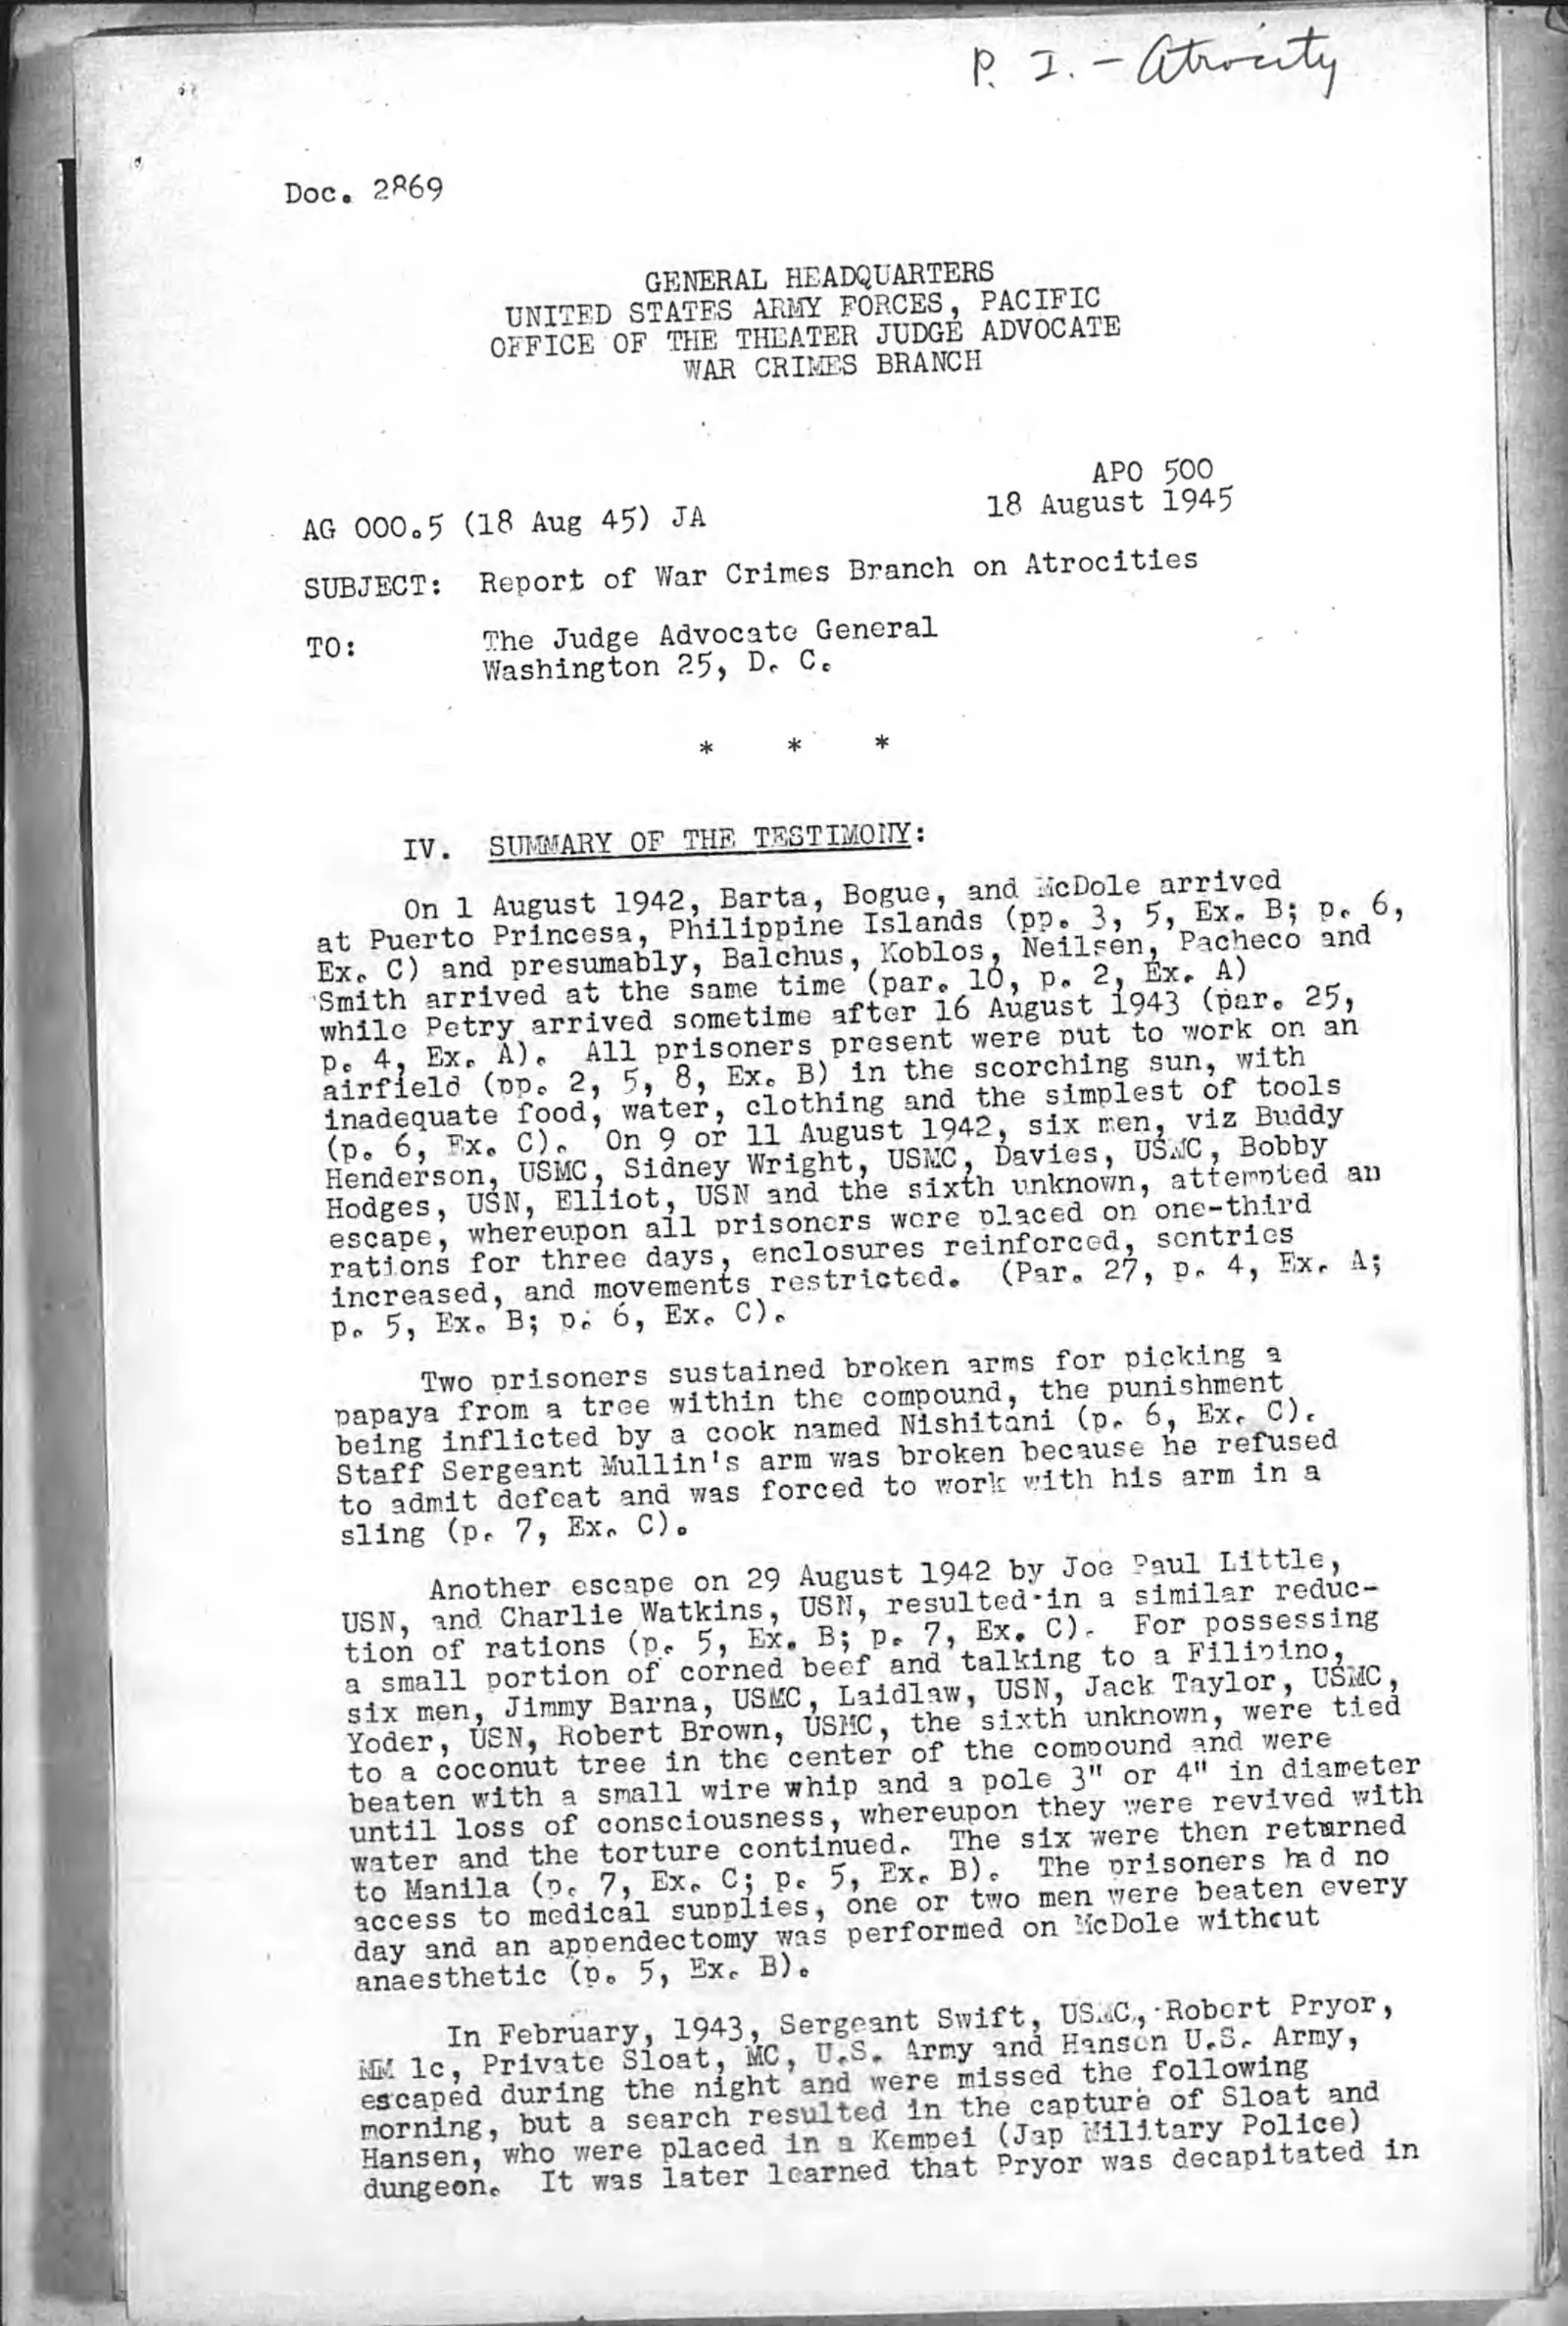 P. I. - Atrocity
Doc. 2869
GENERAL HEADQUARTERS
UNITED STATES ARMY FORCES, PACIFIC
OFFICE OF THE THEATER JUDGE ADVOCATE
WAR CRIMES BRANCH
APO 500
AG 000.5 (18 Aug 45) JA 18 August 1945
SUBJECT: Report of War Crimes Branch on Atrocities
TO: The Judge Advocate General
Washington 25, D. C.
* * *
IV. SUMMARY OF THE TESTIMONY:
On 1 August 1942, Barta, Bogue, and McDole arrived
at Puerto Princesa, Philippine Islands (pp. 3, 5, Ex. B; p. 6,
Ex. C) and presumably, Balchus, Koblos, Neilsen, Pacheco and
Smith arrived at the same time (par. 10, p. 2, Ex. A)
while Petry arrived sometime after 16 August 1943 (par. 25,
p. 4, Ex. A). All prisoners present were put to work on an
airfield (pp. 2, 5, 8, Ex. B) in the scorching sun, with
inadequate food, water, clothing and the simplest of tools
(p. 6, Ex. C). On 9 or 11 August 1942, six men, viz Buddy
Henderson, USMC, Sidney Wright, USMC, Davies, USMC, Bobby
Hodges, USN, Elliot, USN and the sixth unknown, attempted an
escape, whereupon all prisoners were placed on one-third
rations for three days, enclosures reinforced, sentries
increased, and movements restricted. (Par. 27, p. 4, Ex. A;
p. 5, Ex. B; p. 6, Ex. C).
Two prisoners sustained broken arms for picking a
papaya from a tree within the compound, the punishment
being inflicted by a cook named Nishitani (p. 6, Ex. C).
Staff Sergeant Mullin's arm was broken because he refused
to admit defeat and was forced to work with his arm in a
sling (p. 7, Ex. C).
Another escape on 29 August 1942 by Joe Paul Little,
USN, and Charlie Watkins, USN, resulted in a similar reduc-
tion of rations (p. 5, Ex. B; p. 7, Ex. C). For possessing
a small portion of corned beef and talking to a Filipino,
six men, Jimmy Barna, USMC, Laidlaw, USN, Jack Taylor, USMC,
Yoder, USN, Robert Brown, USMC, the sixth unknown, were tied
to a coconut tree in the center of the compound and were
beaten with a small wire whip and a pole 3" or 4" in diameter
until loss of consciousness, whereupon they were revived with
water and the torture continued. The six were then returned
to Manila (p. 7, Ex. C; p. 5, Ex. B). The prisoners had no
access to medical supplies, one or two men were beaten every
day and an appendectomy was performed on McDole without
anaesthetic (p. 5, Ex. B).
In February, 1943, Sergeant Swift, USMC, Robert Pryor,
MM 1c, Private Sloat, MC, U.S. Army and Hansen U.S. Army,
escaped during the night and were missed the following
morning, but a search resulted in the capture of Sloat and
Hansen, who were placed in a Kempei (Jap Military Police)
dungeon. It was later learned that Pryor was decapitated in